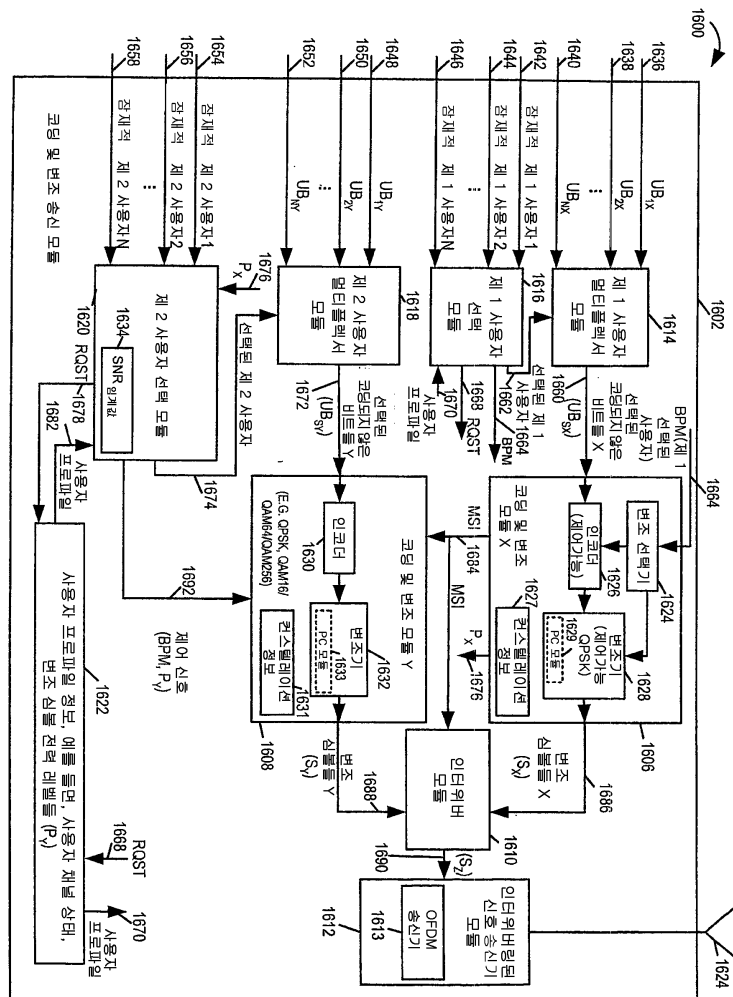 1600
1602
코딩 및 변조 송신 모듈
1636
1638
1640
UB1X
UB2X
⋮
UBNX
제 1 사용자
멀티플렉서
모듈
1614
1642
1644
1646
잠재적 제 1 사용자1
잠재적 제 1 사용자2
⋮
잠재적 제 1 사용자N
제 1 사용자
선택
모듈
1616
선택된 제 1
사용자
1662
1664
BPM
1668
RQST
1670
사용자
프로파일
1648
1650
1652
UB1Y
UB2Y
⋮
UBNY
제 2 사용자
멀티플렉서
모듈
1618
1654
1656
1658
잠재적 제 2 사용자1
잠재적 제 2 사용자2
⋮
잠재적 제 2 사용자N
1676
PX
제 2 사용자 선택 모듈
1634
SNR
임계값
1620
선택된 제 2 사용자
1674
RQST
1678
1682
사용자
프로파일
BPM(제 1
선택된
사용자)
1664
선택된
코딩되지않은
비트들 X
1660
(UBSX)
변조 선택기
1624
인코더
(제어가능)
1626
변조기
(제어가능
QPSK)
1629
PC 모듈
1628
코딩 및 변조
모듈 X
1627
컨스텔레이션
정보
1606
PX
1676
MSI
1684
MSI
선택된
코딩되지않은
비트들 Y
1672
(UBSY)
인코더
1630
(E.G. QPSK, QAM16/
QAM64/QAM256)
변조기
PC 모듈
1633
1632
컨스텔레이션
정보
1631
코딩 및 변조 모듈 Y
1608
1692
제어 신호
(BPM, PY)
변조
심볼들 X
(SX)
1686
변조
심볼들 Y
(SY)
1688
인터위버
모듈
1610
(SZ)
1690
인터위버링된
신호 송신기
모듈
OFDM
송신기
1613
1612
1624
사용자 프로파일 정보, 예를 들면, 사용자 채널 상태,
변조 심볼 전력 레벨들 (PY)
1622
RQST
1668
1670
사용자
프로파일